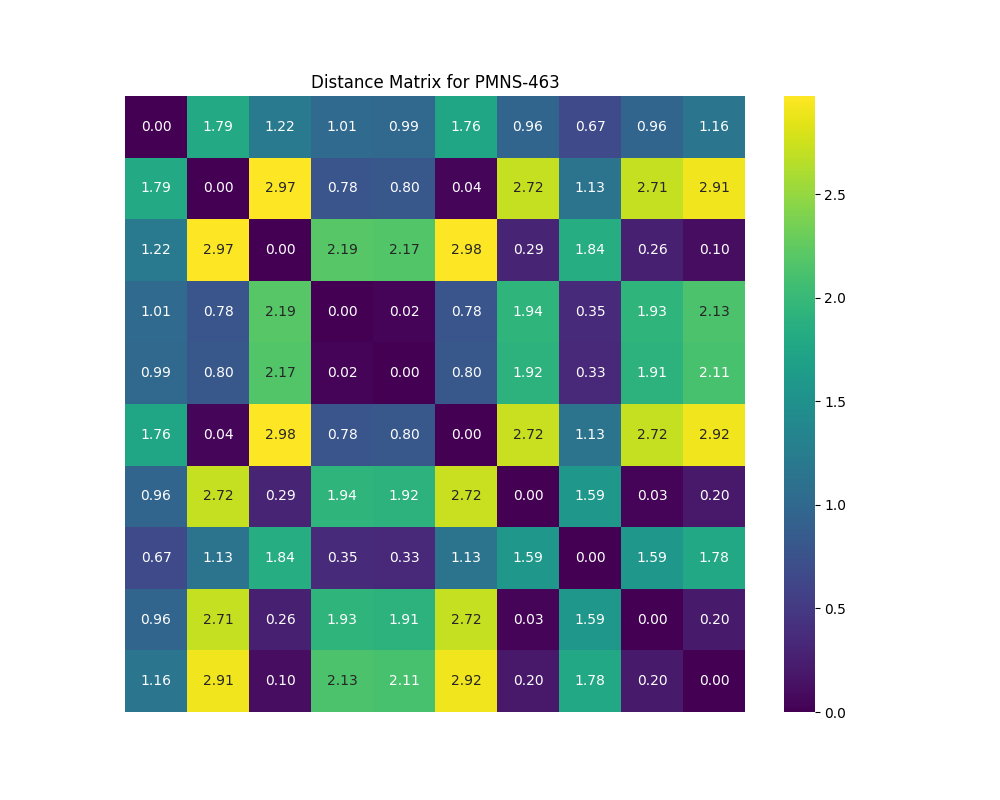 Distance Matrix for PMNS-463
0.00 1.79 1.22 1.01 0.99 1.76 0.96 0.67 0.96 1.16
1.79 0.00 2.97 0.78 0.80 0.04 2.72 1.13 2.71 2.91
1.22 2.97 0.00 2.19 2.17 2.98 0.29 1.84 0.26 0.10
1.01 0.78 2.19 0.00 0.02 0.78 1.94 0.35 1.93 2.13
0.99 0.80 2.17 0.02 0.00 0.80 1.92 0.33 1.91 2.11
1.76 0.04 2.98 0.78 0.80 0.00 2.72 1.13 2.72 2.92
0.96 2.72 0.29 1.94 1.92 2.72 0.00 1.59 0.03 0.20
0.67 1.13 1.84 0.35 0.33 1.13 1.59 0.00 1.59 1.78
0.96 2.71 0.26 1.93 1.91 2.72 0.03 1.59 0.00 0.20
1.16 2.91 0.10 2.13 2.11 2.92 0.20 1.78 0.20 0.00
2.5
2.0
1.5
1.0
0.5
0.0